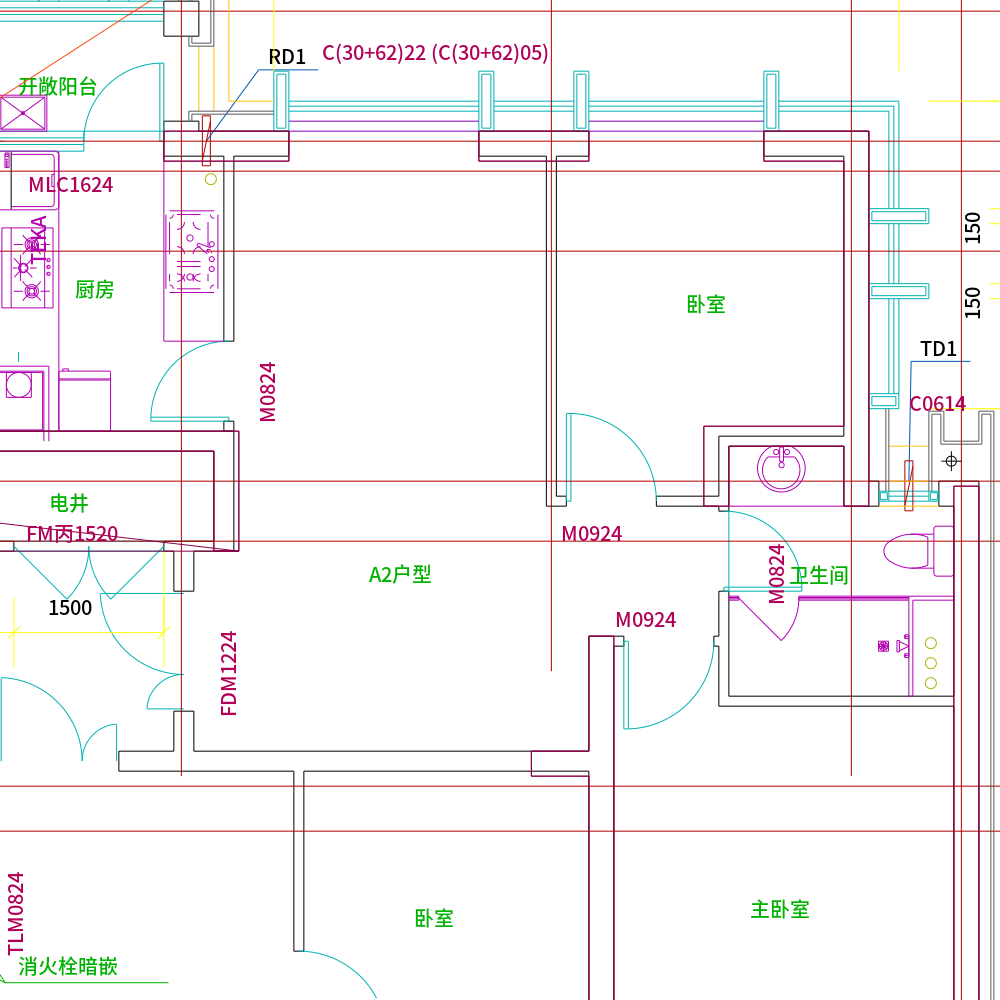 RD1
C(30+62)22 (C(30+62)05)
开敞阳台
MLC1624
TEKA
150
厨房
150
卧室
TD1
M0824
C0614
电井
FM丙1520
M0924
A2户型
M0824
卫生间
1500
M0924
FDM1224
TLM0824
卧室
主卧室
消火栓暗嵌